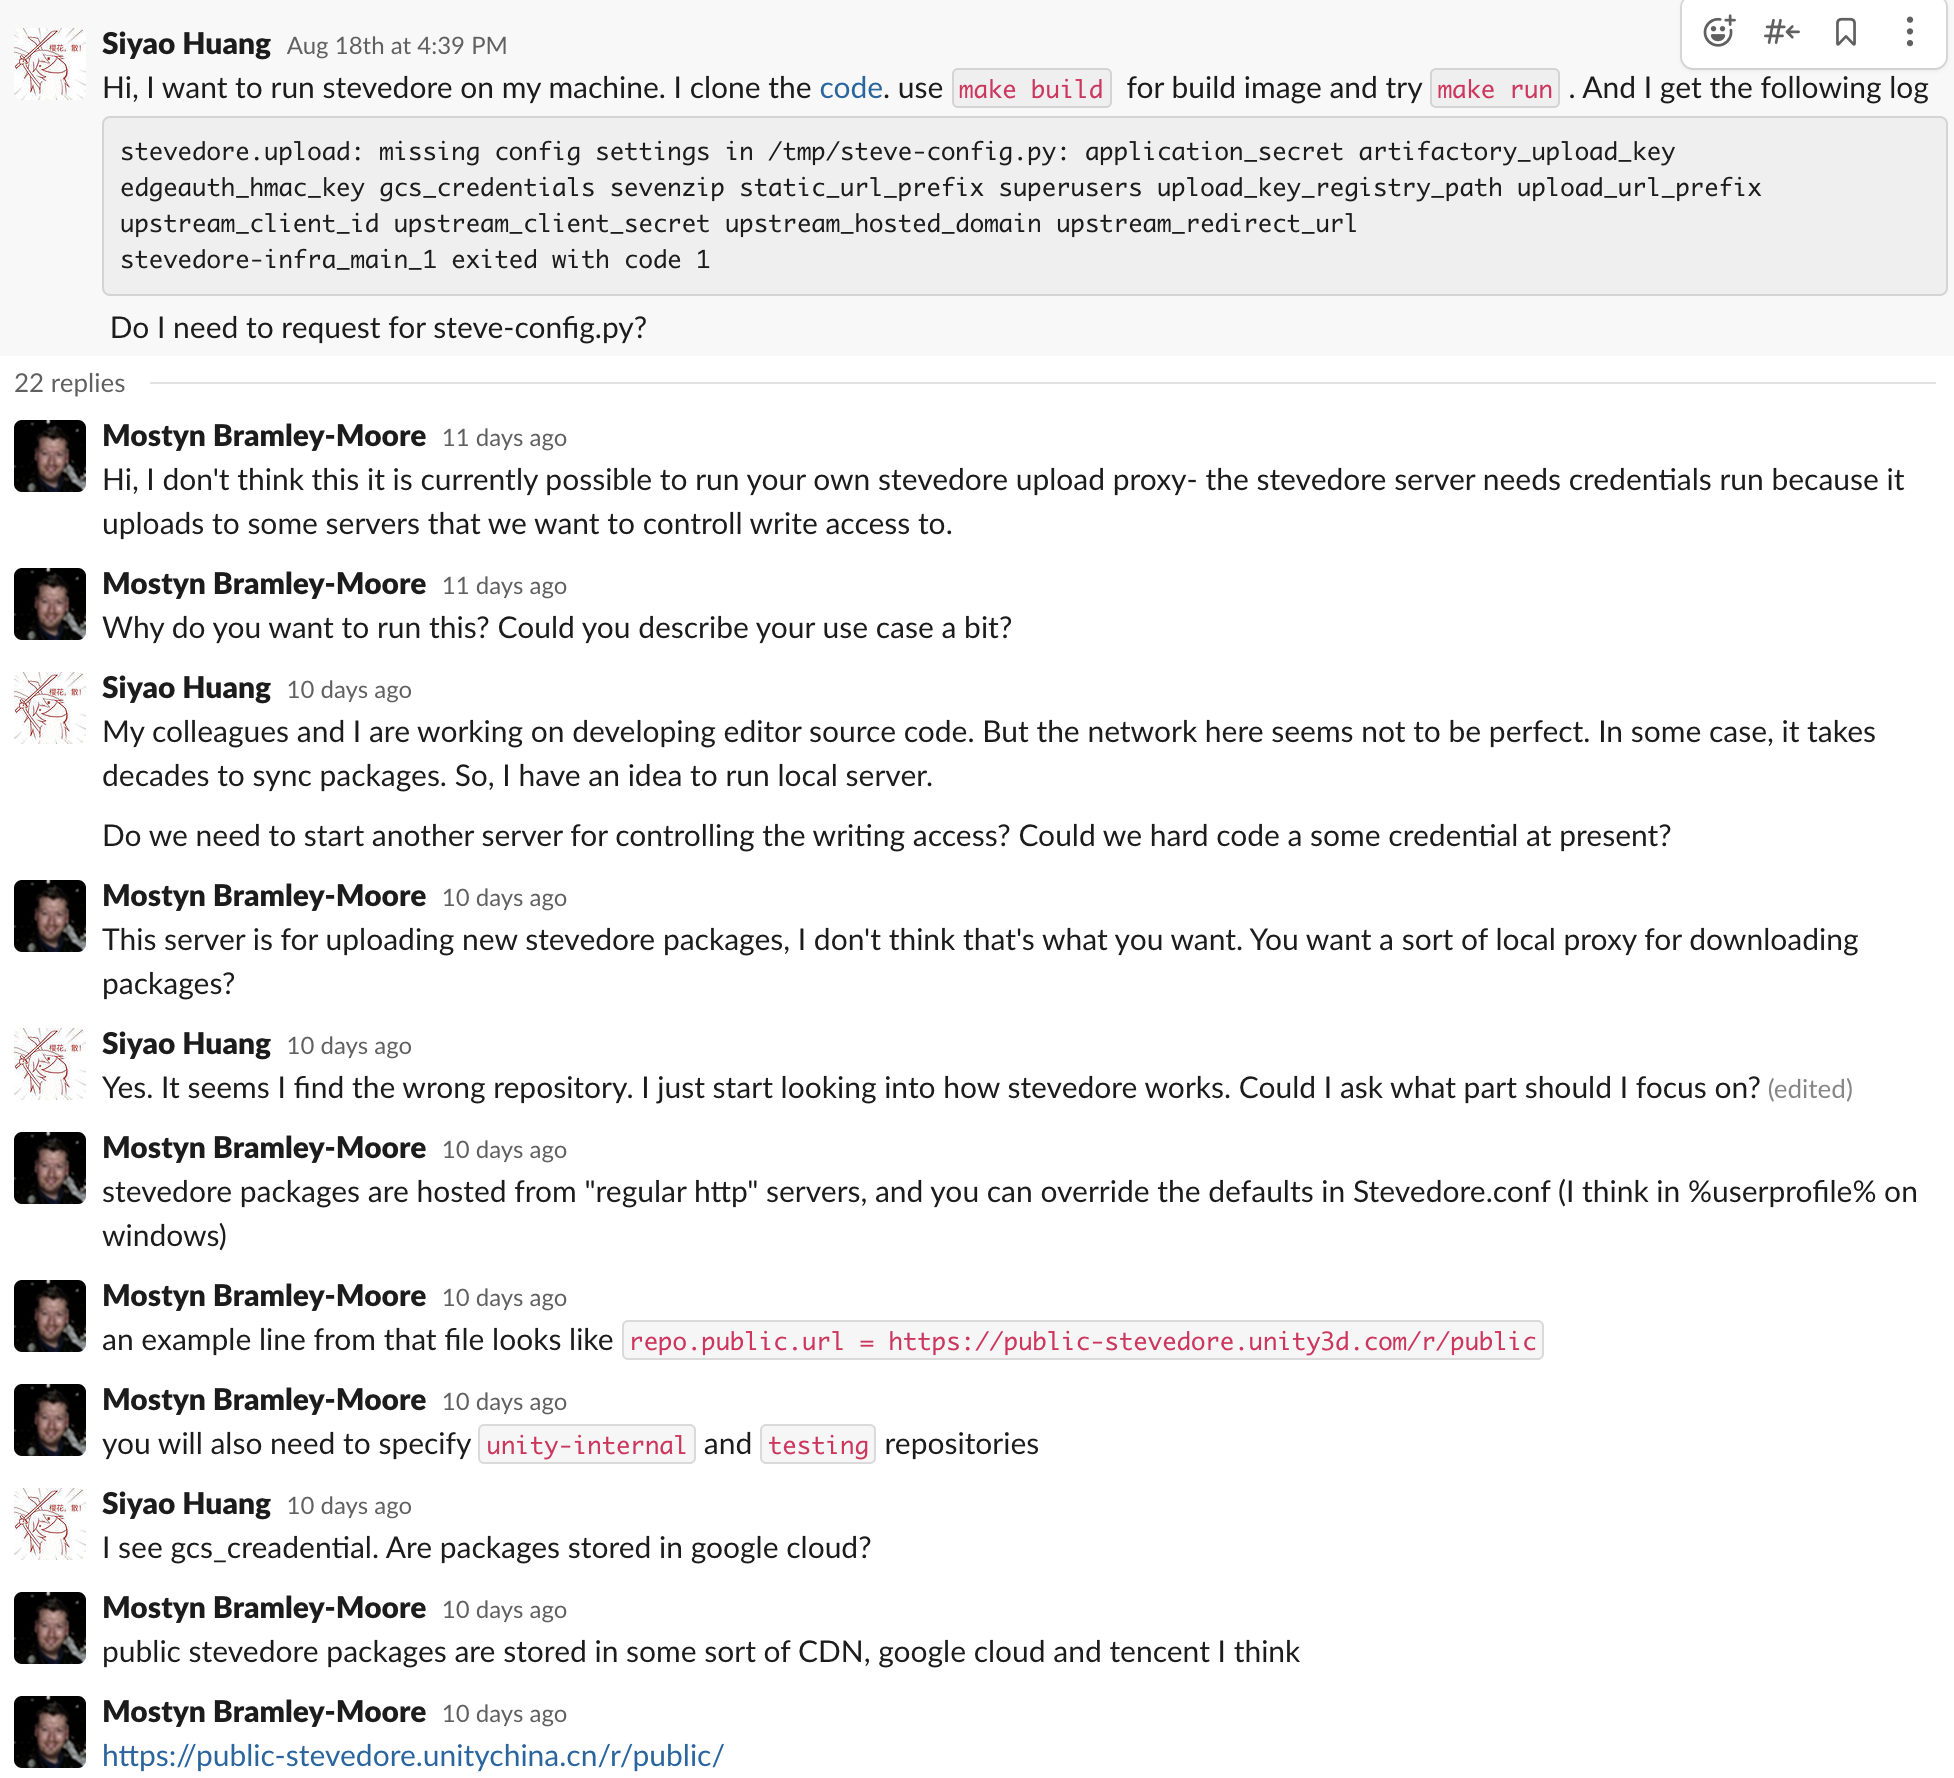 Siyao Huang Aug 18th at 4:39 PM
Hi, I want to run stevedore on my machine. I clone the code. use make build for build image and try make run . And I get the following log
stevedore.upload: missing config settings in /tmp/steve-config.py: application_secret artifactory_upload_key
edgeauth_hmac_key gcs_credentials sevenzip static_url_prefix superusers upload_key_registry_path upload_url_prefix
upstream_client_id upstream_client_secret upstream_hosted_domain upstream_redirect_url
stevedore-infra_main_1 exited with code 1
Do I need to request for steve-config.py?
22 replies
Mostyn Bramley-Moore 11 days ago
Hi, I don't think this it is currently possible to run your own stevedore upload proxy- the stevedore server needs credentials run because it
uploads to some servers that we want to controll write access to.
Mostyn Bramley-Moore 11 days ago
Why do you want to run this? Could you describe your use case a bit?
Siyao Huang 10 days ago
My colleagues and I are working on developing editor source code. But the network here seems not to be perfect. In some case, it takes
decades to sync packages. So, I have an idea to run local server.
Do we need to start another server for controlling the writing access? Could we hard code a some credential at present?
Mostyn Bramley-Moore 10 days ago
This server is for uploading new stevedore packages, I don't think that's what you want. You want a sort of local proxy for downloading
packages?
Siyao Huang 10 days ago
Yes. It seems I find the wrong repository. I just start looking into how stevedore works. Could I ask what part should I focus on? (edited)
Mostyn Bramley-Moore 10 days ago
stevedore packages are hosted from "regular http" servers, and you can override the defaults in Stevedore.conf (I think in %userprofile% on
windows)
Mostyn Bramley-Moore 10 days ago
an example line from that file looks like repo.public.url = https://public-stevedore.unity3d.com/r/public
Mostyn Bramley-Moore 10 days ago
you will also need to specify unity-internal and testing repositories
Siyao Huang 10 days ago
I see gcs_creadential. Are packages stored in google cloud?
Mostyn Bramley-Moore 10 days ago
public stevedore packages are stored in some sort of CDN, google cloud and tencent I think
Mostyn Bramley-Moore 10 days ago
https://public-stevedore.unitychina.cn/r/public/